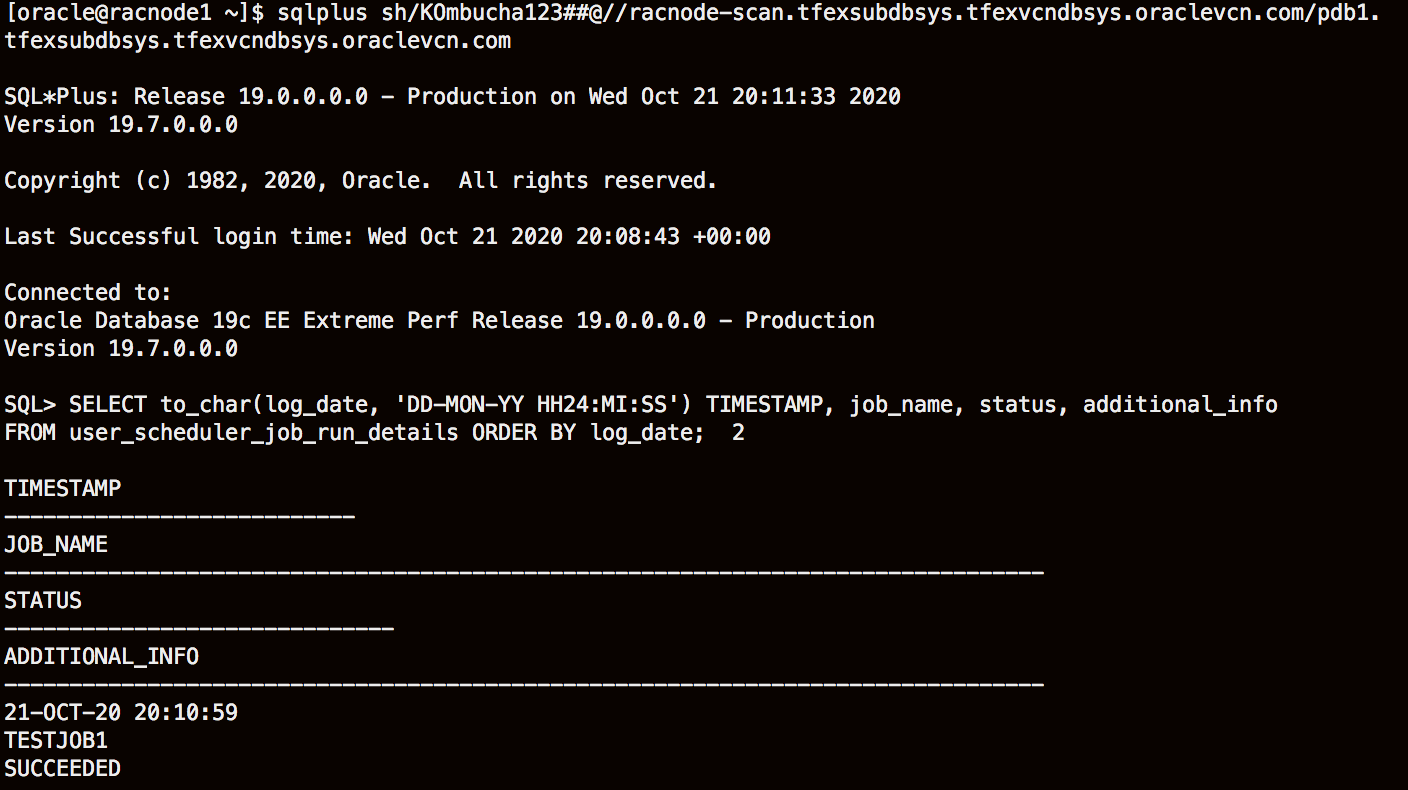 [oracle@racnode1 ~]$ sqlplus sh/KOmbucha123##@//racnode-scan.tfexsubdbsys.tfexvcndbsys.oraclevcn.com/pdb1.
tfexsubdbsys.tfexvcndbsys.oraclevcn.com
SQL*Plus: Release 19.0.0.0.0 - Production on Wed Oct 21 20:11:33 2020
Version 19.7.0.0.0
Copyright (c) 1982, 2020, Oracle.  All rights reserved.
Last Successful login time: Wed Oct 21 2020 20:08:43 +00:00
Connected to:
Oracle Database 19c EE Extreme Perf Release 19.0.0.0.0 - Production
Version 19.7.0.0.0
SQL> SELECT to_char(log_date, 'DD-MON-YY HH24:MI:SS') TIMESTAMP, job_name, status, additional_info
FROM user_scheduler_job_run_details ORDER BY log_date;  2
TIMESTAMP
---------------------------
JOB_NAME
--------------------------------------------------------------------------------
STATUS
------------------------------
ADDITIONAL_INFO
--------------------------------------------------------------------------------
21-OCT-20 20:10:59
TESTJOB1
SUCCEEDED